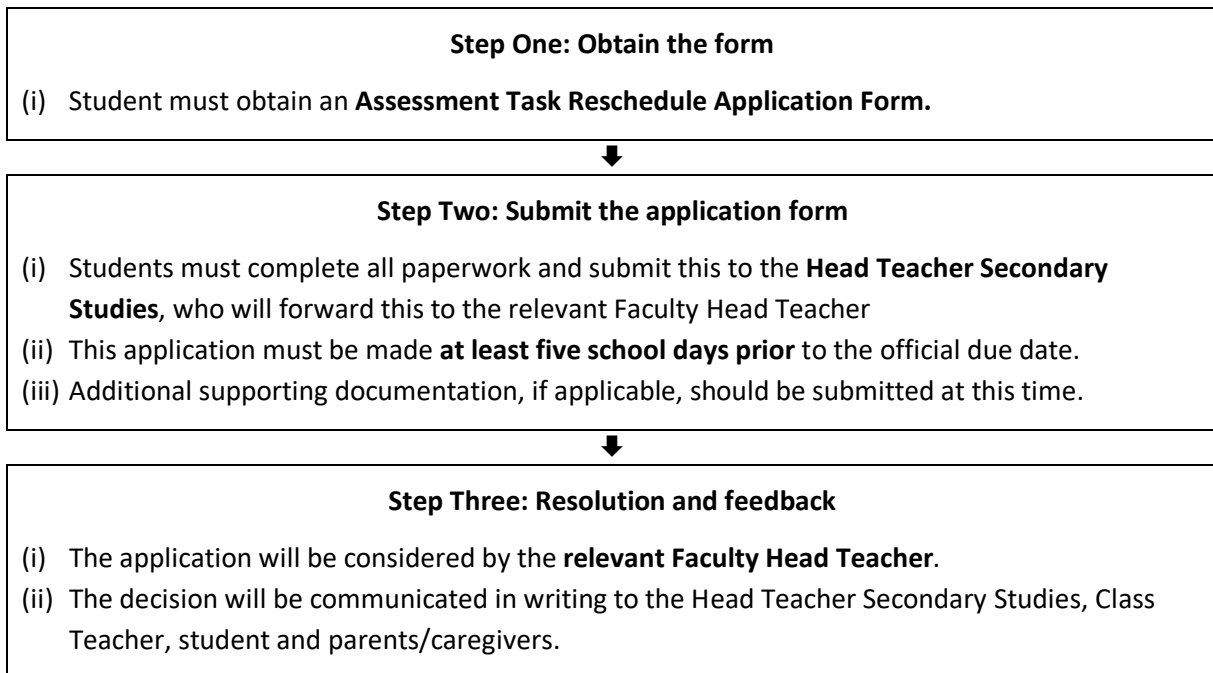 Step One: Obtain the form
(i) Student must obtain an Assessment Task Reschedule Application Form.
Step Two: Submit the application form
(i) Students must complete all paperwork and submit this to the Head Teacher Secondary
Studies, who will forward this to the relevant Faculty Head Teacher
(ii) This application must be made at least five school days prior to the official due date.
(iii) Additional supporting documentation, if applicable, should be submitted at this time.
Step Three: Resolution and feedback
(i) The application will be considered by the relevant Faculty Head Teacher.
(ii) The decision will be communicated in writing to the Head Teacher Secondary Studies, Class
Teacher, student and parents/caregivers.